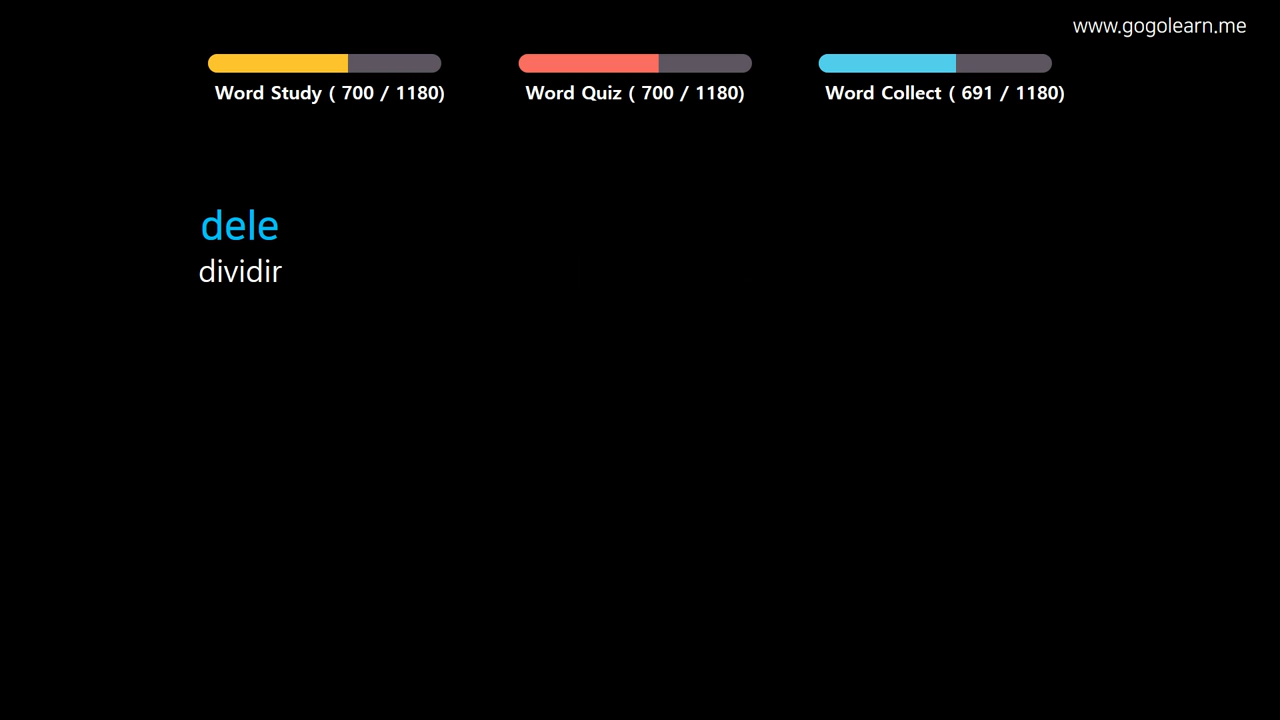 www.gogolearn.me
Word Study ( 700 / 1180)
Word Quiz ( 700 / 1180)
Word Collect ( 691 / 1180)
dele
dividir